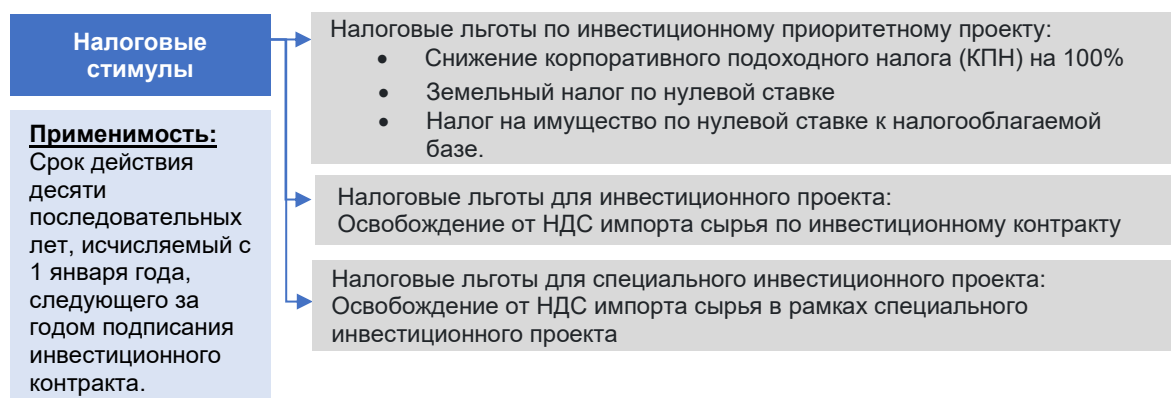 Налоговые
стимулы
Применимость:
Срок действия
десяти
последовательных
лет, исчисляемый с
1 января года,
следующего за
годом подписания
инвестиционного
контракта.
Налоговые льготы по инвестиционному приоритетному проекту:
• Снижение корпоративного подоходного налога (КПН) на 100%
• Земельный налог по нулевой ставке
• Налог на имущество по нулевой ставке к налогооблагаемой
базе.
Налоговые льготы для инвестиционного проекта:
Освобождение от НДС импорта сырья по инвестиционному контракту
Налоговые льготы для специального инвестиционного проекта:
Освобождение от НДС импорта сырья в рамках специального
инвестиционного проекта